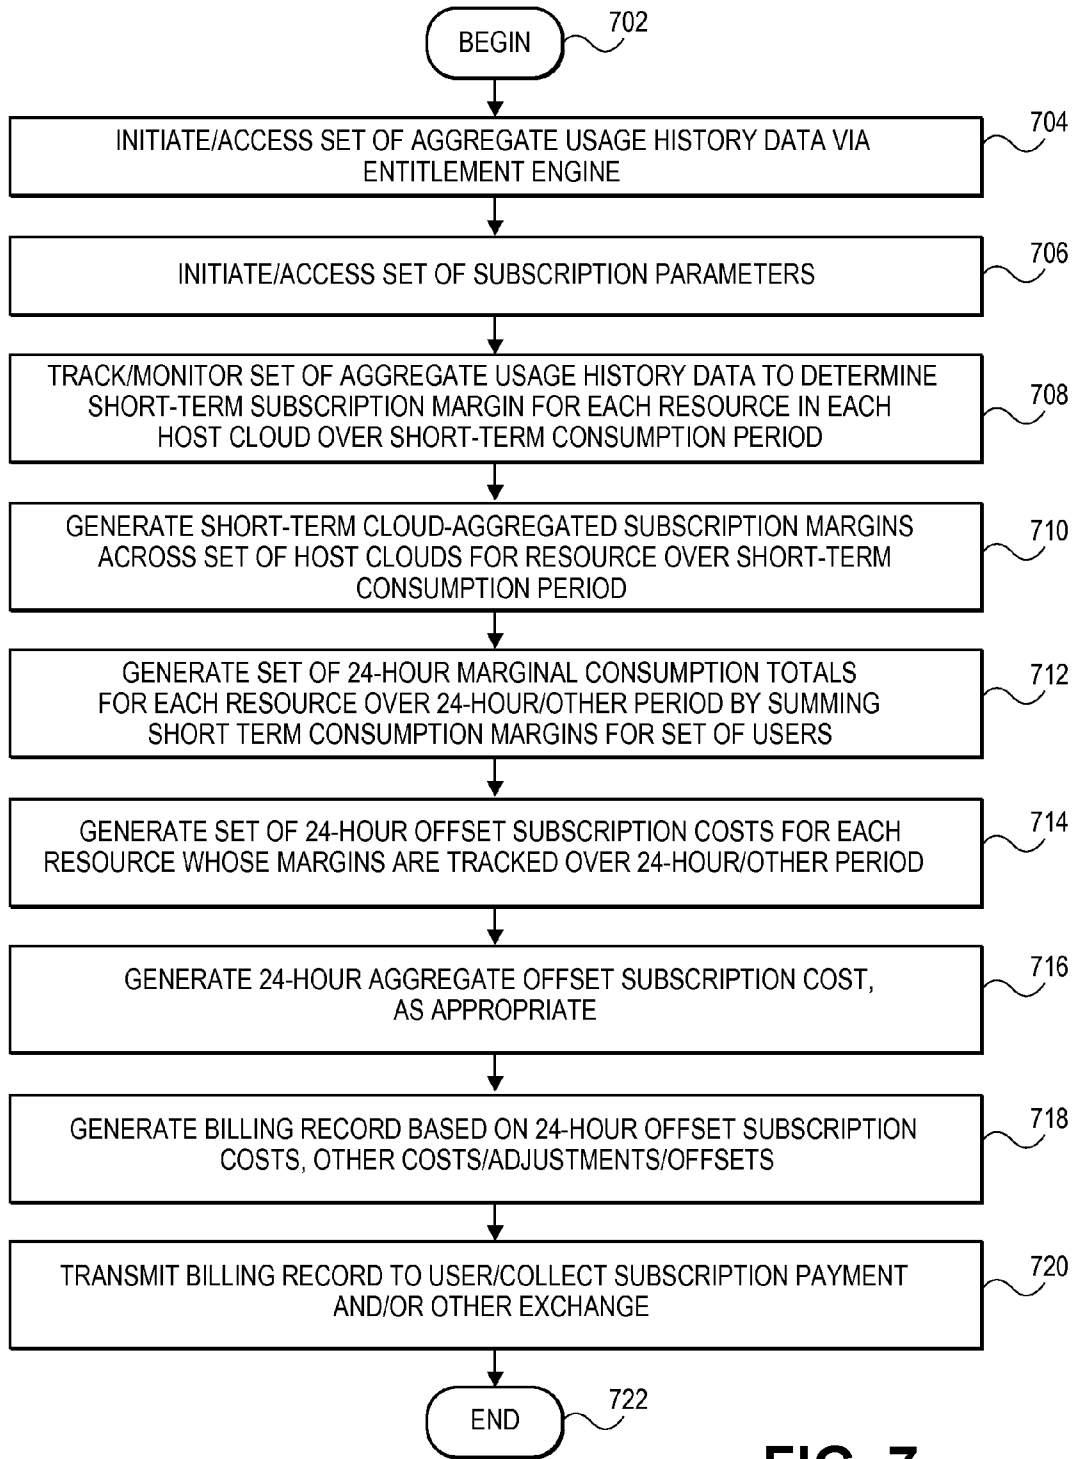 BEGIN
702
INITIATE/ACCESS SET OF AGGREGATE USAGE HISTORY DATA VIA
ENTITLEMENT ENGINE
704
INITIATE/ACCESS SET OF SUBSCRIPTION PARAMETERS
706
TRACK/MONITOR SET OF AGGREGATE USAGE HISTORY DATA TO DETERMINE
SHORT-TERM SUBSCRIPTION MARGIN FOR EACH RESOURCE IN EACH
HOST CLOUD OVER SHORT-TERM CONSUMPTION PERIOD
708
GENERATE SHORT-TERM CLOUD-AGGREGATED SUBSCRIPTION MARGINS
ACROSS SET OF HOST CLOUDS FOR RESOURCE OVER SHORT-TERM
CONSUMPTION PERIOD
710
GENERATE SET OF 24-HOUR MARGINAL CONSUMPTION TOTALS
FOR EACH RESOURCE OVER 24-HOUR/OTHER PERIOD BY SUMMING
SHORT TERM CONSUMPTION MARGINS FOR SET OF USERS
712
GENERATE SET OF 24-HOUR OFFSET SUBSCRIPTION COSTS FOR EACH
RESOURCE WHOSE MARGINS ARE TRACKED OVER 24-HOUR/OTHER PERIOD
714
GENERATE 24-HOUR AGGREGATE OFFSET SUBSCRIPTION COST,
AS APPROPRIATE
716
GENERATE BILLING RECORD BASED ON 24-HOUR OFFSET SUBSCRIPTION
COSTS, OTHER COSTS/ADJUSTMENTS/OFFSETS
718
TRANSMIT BILLING RECORD TO USER/COLLECT SUBSCRIPTION PAYMENT
AND/OR OTHER EXCHANGE
720
END
722
FIG. 7